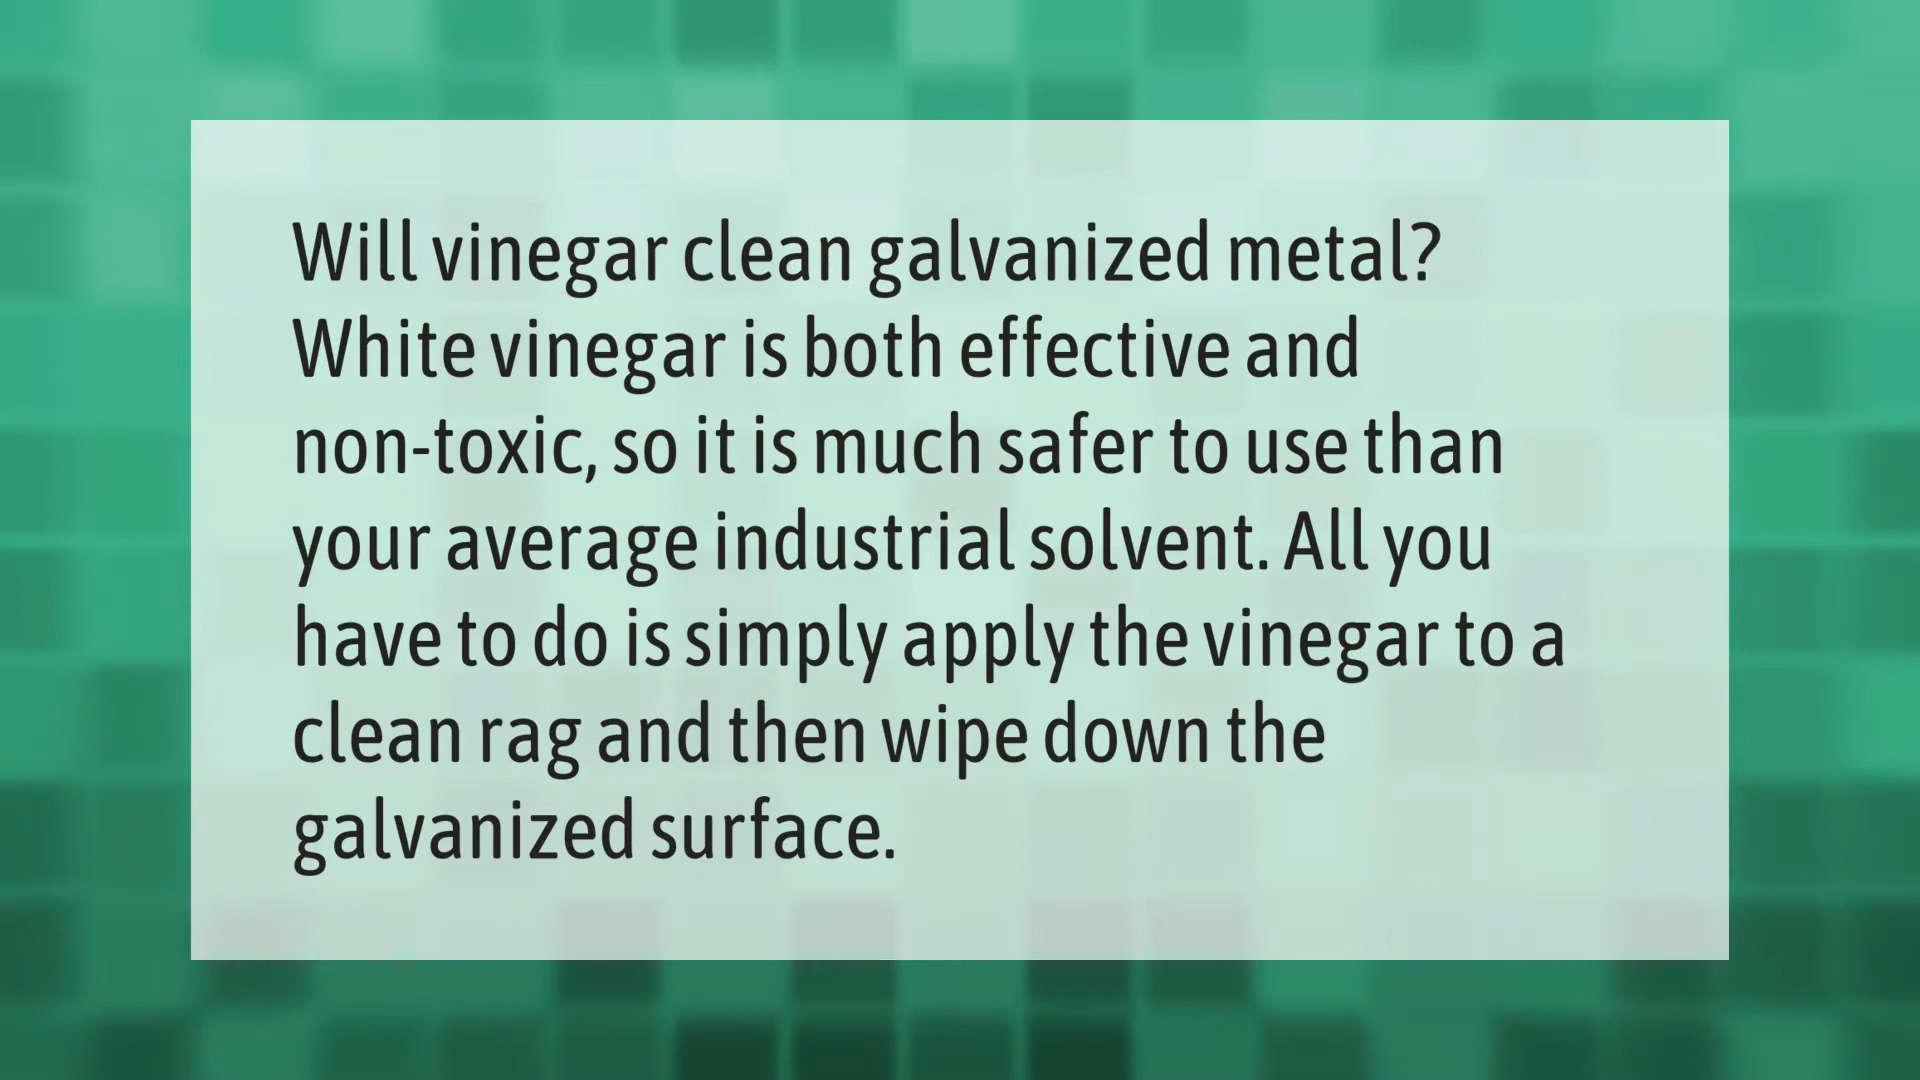 Will vinegar clean galvanized metal?
White vinegar is both effective and
non-toxic, so it is much safer to use than
your average industrial solvent. All you
have to do is simply apply the vinegar to a
clean rag and then wipe down the
galvanized surface.